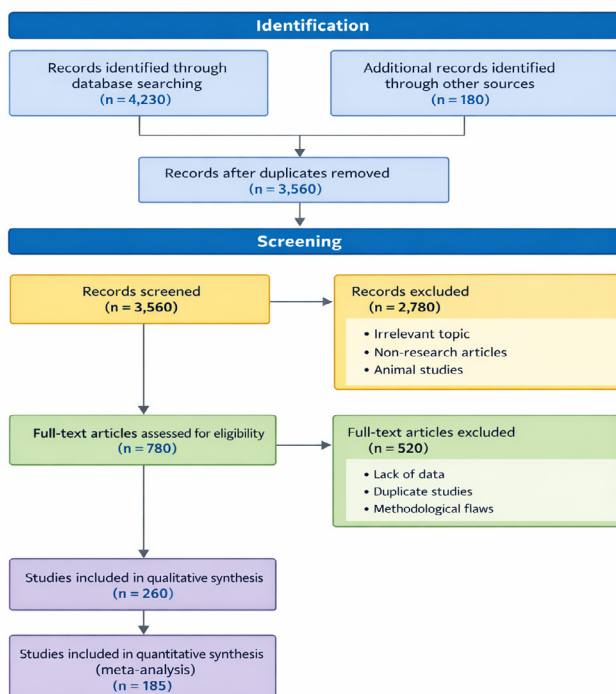 Identification
Records identified through
database searching
(n = 4,230)
Additional records identified
through other sources
(n = 180)
Records after duplicates removed
(n = 3,560)
Screening
Records screened
(n = 3,560)
Records excluded
(n = 2,780)
• Irrelevant topic
• Non-research articles
• Animal studies
Full-text articles assessed for eligibility
(n = 780)
Full-text articles excluded
(n = 520)
• Lack of data
• Duplicate studies
• Methodological flaws
Studies included in qualitative synthesis
(n = 260)
Studies included in quantitative synthesis
(meta-analysis)
(n = 185)